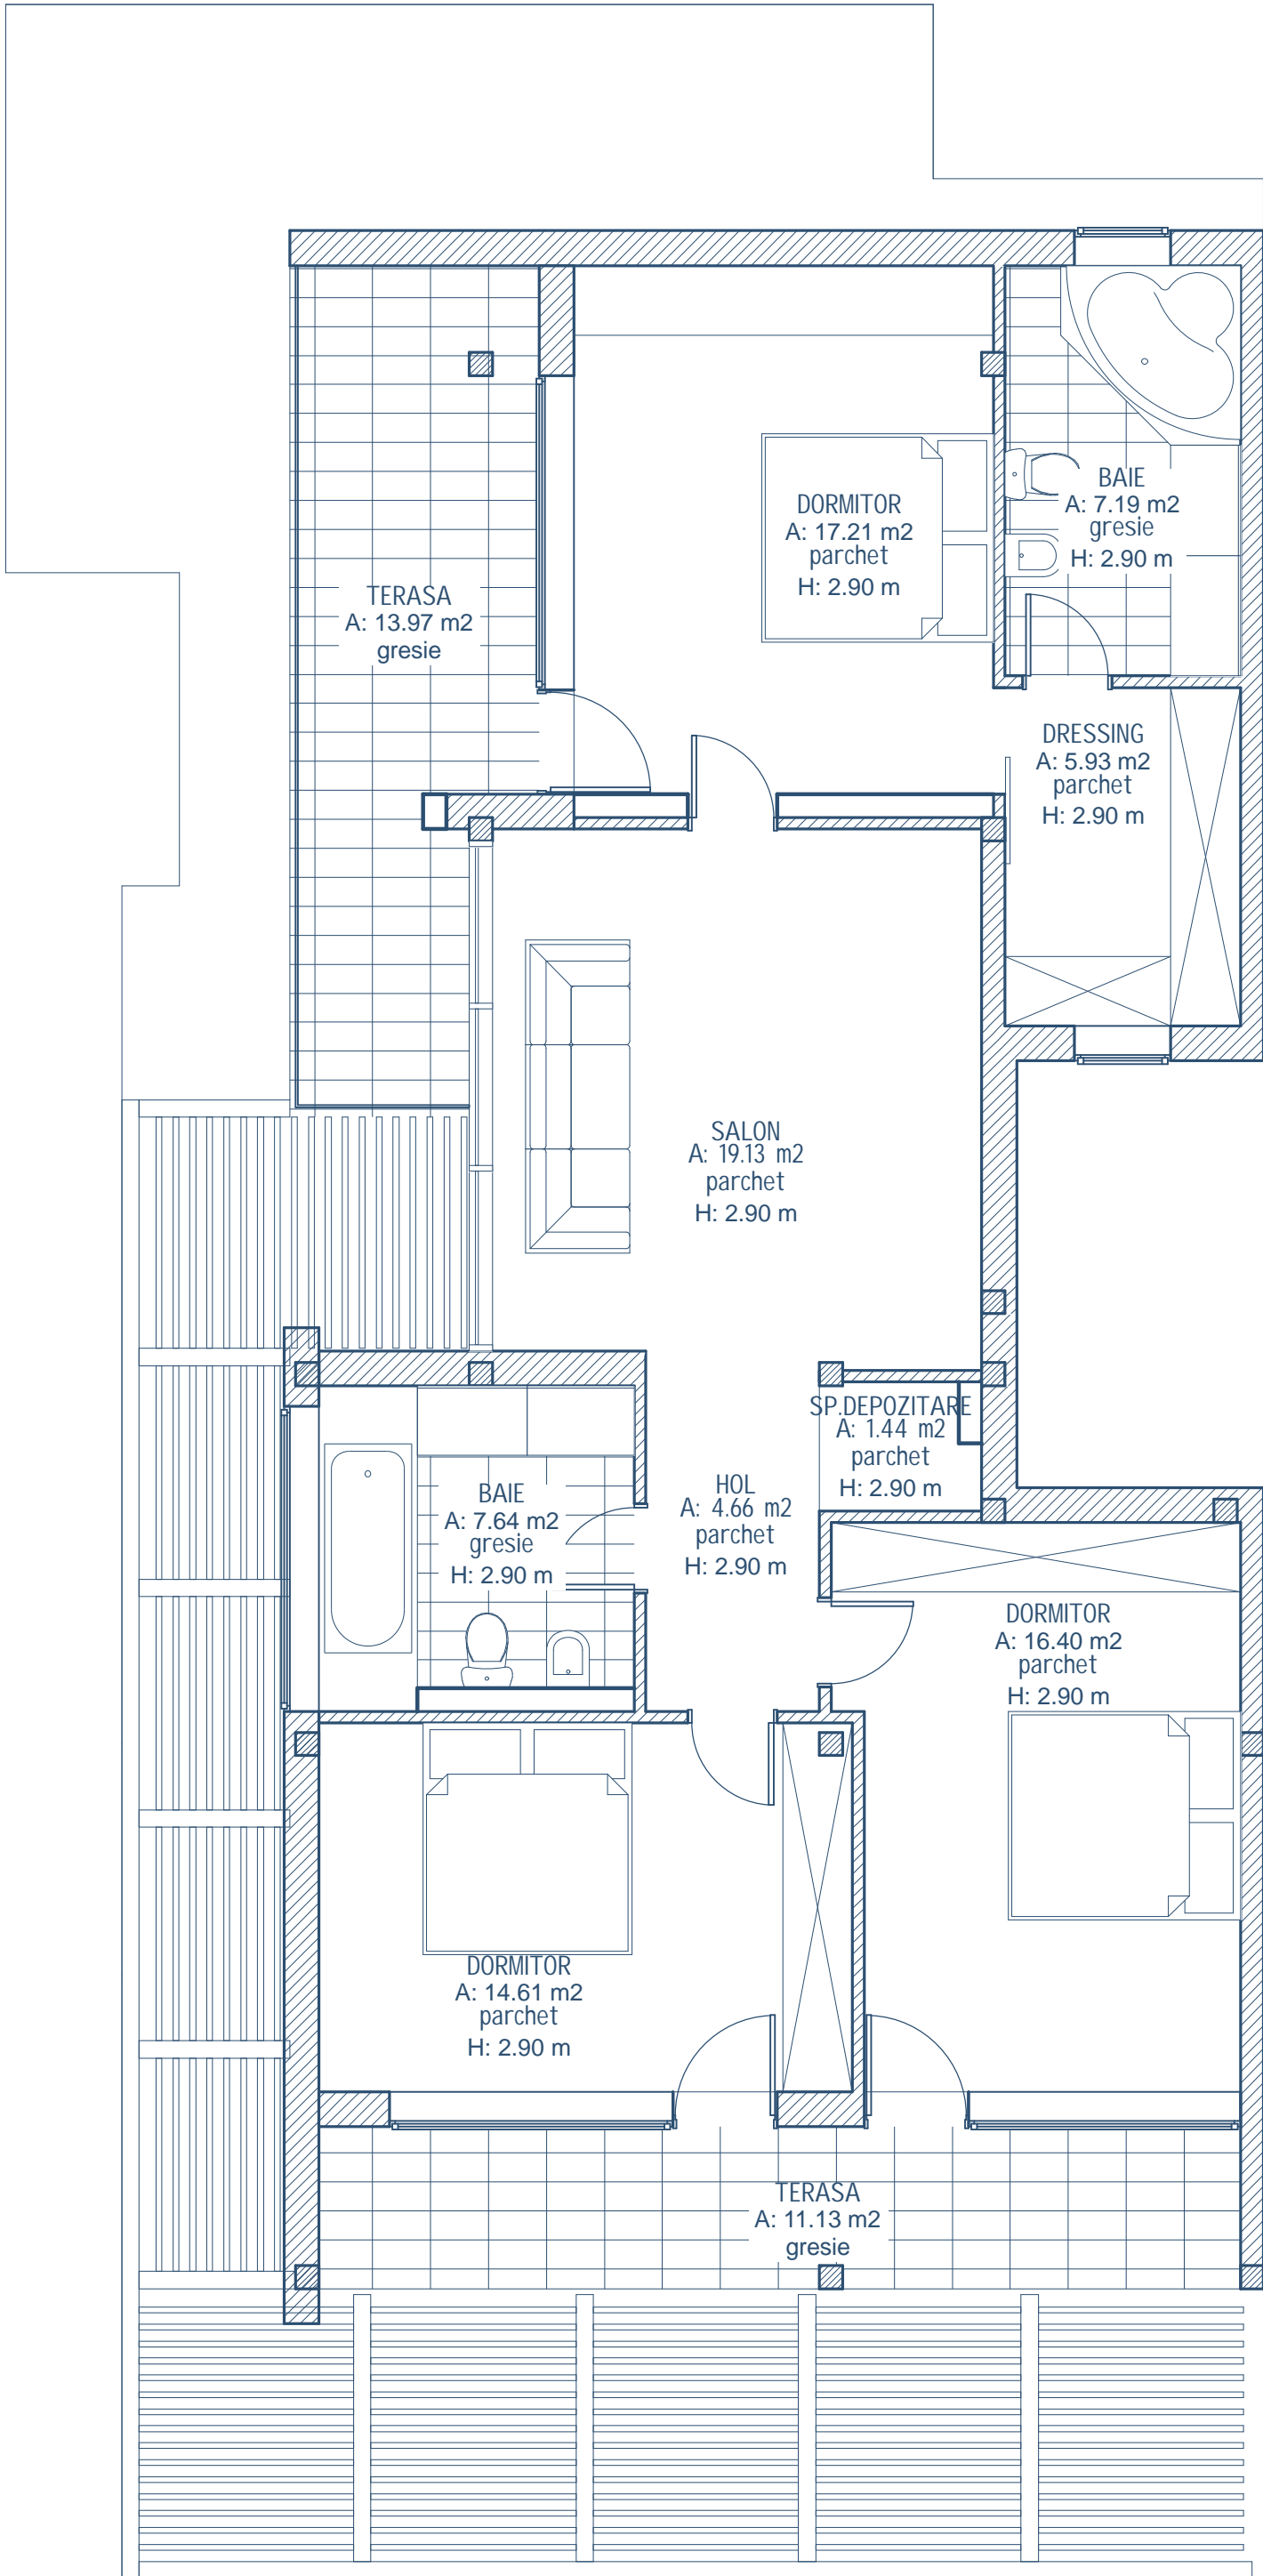 DORMITOR
A: 17.21 m2
parchet
H: 2.90 m
BAIE
A: 7.19 m2
gresie
H: 2.90 m
TERASA
A: 13.97 m2
gresie
DRESSING
A: 5.93 m2
parchet
H: 2.90 m
SALON
A: 19.13 m2
parchet
H: 2.90 m
SP.DEPOZITARE
A: 1.44 m2
parchet
H: 2.90 m
BAIE
A: 7.64 m2
gresie
H: 2.90 m
HOL
A: 4.66 m2
parchet
H: 2.90 m
DORMITOR
A: 16.40 m2
parchet
H: 2.90 m
DORMITOR
A: 14.61 m2
parchet
H: 2.90 m
TERASA
A: 11.13 m2
gresie